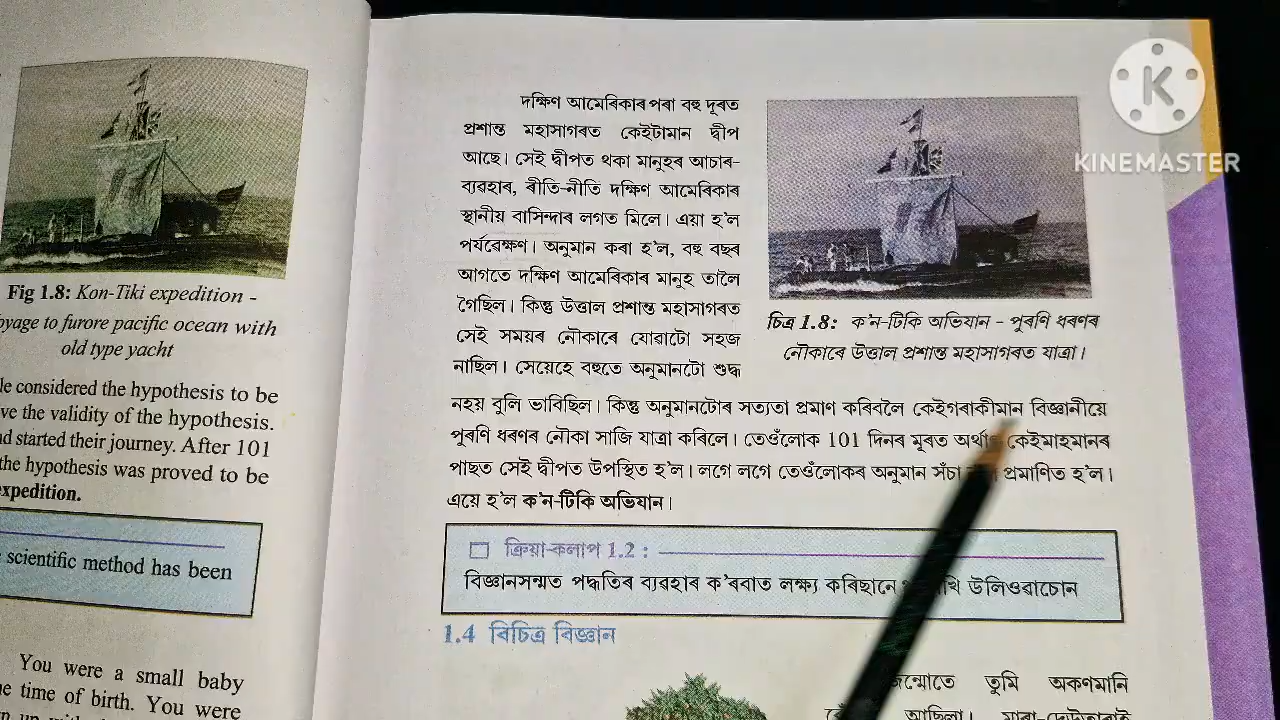 Fig 1.8: Kon-Tiki expedition -
oyage to furore pacific ocean with
old type yacht
le considered the hypothesis to be
ve the validity of the hypothesis.
nd started their journey. After 101
the hypothesis was proved to be
xpedition.
scientific method has been
You were a small baby
e time of birth. You were
দক্ষিণ আমেৰিকাৰ পৰা বহু দূৰত
প্ৰশান্ত মহাসাগৰত কেইটামান দ্বীপ
আছে। সেই দ্বীপত থকা মানুহৰ আচাৰ-
ব্যৱহাৰ, ৰীতি-নীতি দক্ষিণ আমেৰিকাৰ
স্থানীয় বাসিন্দাৰ লগত মিলে। এয়া হ'ল
পৰ্যবেক্ষণ। অনুমান কৰা হ'ল, বহু বছৰ
আগতে দক্ষিণ আমেৰিকাৰ মানুহ তালৈ
গৈছিল। কিন্তু উত্তাল প্ৰশান্ত মহাসাগৰত
সেই সময়ৰ নৌকাৰে যোৱাটো সহজ
নাছিল। সেয়েহে বহুতে অনুমানটো শুদ্ধ
নহয় বুলি ভাবিছিল। কিন্তু অনুমানটোৰ সত্যতা প্ৰমাণ কৰিবলৈ কেইগৰাকীমান বিজ্ঞানীয়ে
পুৰণি ধৰণৰ নৌকা সাজি যাত্ৰা কৰিলে। তেওঁলোক 101 দিনৰ মূৰত অৰ্থাৎ কেইমাহমানৰ
পাছত সেই দ্বীপত উপস্থিত হ'ল। লগে লগে তেওঁলোকৰ অনুমান সঁচা প্ৰমাণিত হ'ল।
এয়ে হ'ল ক'ন-টিকি অভিযান।
চিত্ৰ 1.8: ক'ন-টিকি অভিযান - পুৰণি ধৰণৰ
নৌকাৰে উত্তাল প্ৰশান্ত মহাসাগৰত যাত্ৰা।
ক্ৰিয়া-কলাপ 1.2 :
বিজ্ঞানসন্মত পদ্ধতিৰ ব্যৱহাৰ ক'ৰবাত লক্ষ্য কৰিছানে উলিওৱাচোন
1.4 বিচিত্ৰ বিজ্ঞান
জন্মোতে তুমি অকণমানি
আছিলা।
KINEMASTER